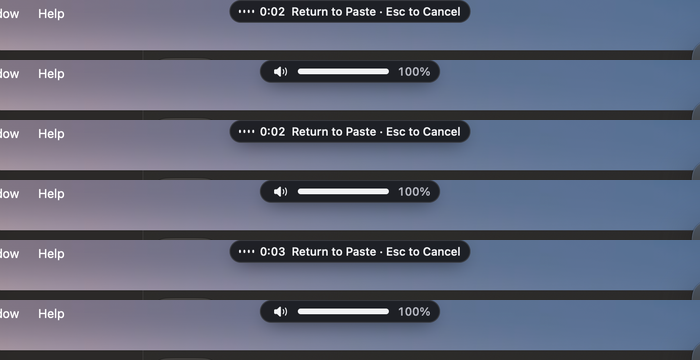 dow Help •••• 0:02 Return to Paste · Esc to Cancel
dow Help 100%
dow Help •••• 0:02 Return to Paste · Esc to Cancel
dow Help 100%
dow Help •••• 0:03 Return to Paste · Esc to Cancel
dow Help 100%